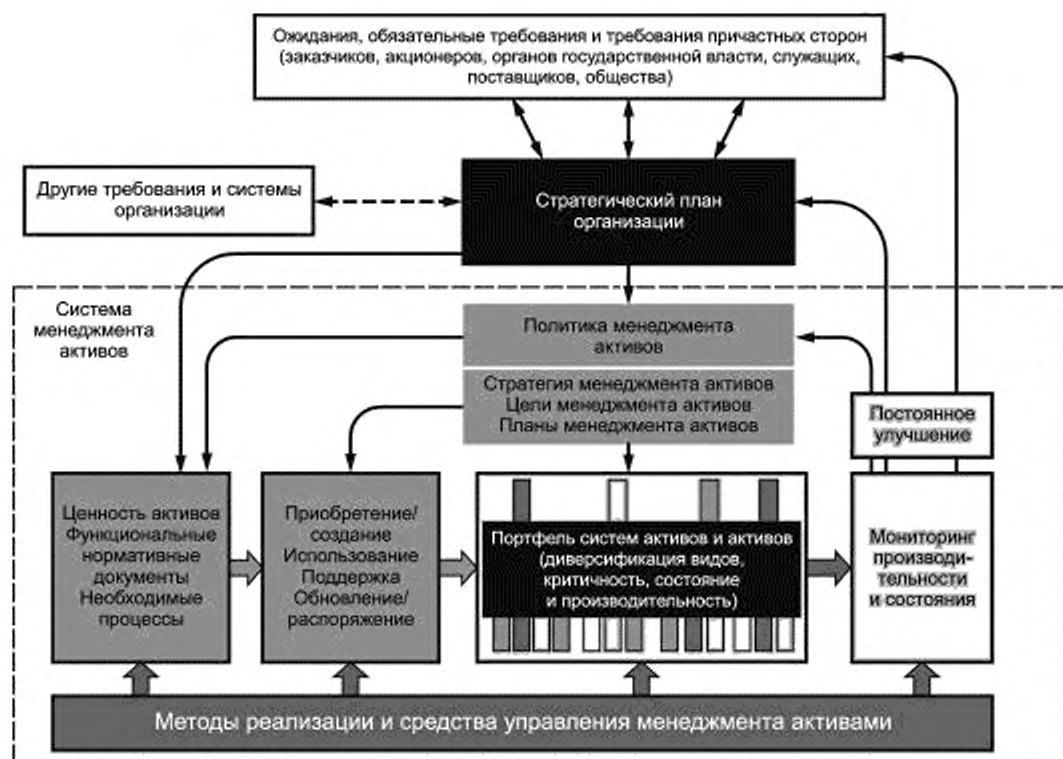 Ожидания, обязательные требования и требования причастных сторон
(заказчиков, акционеров, органов государственной власти, служащих,
поставщиков, общества)
Другие требования и системы
организации
Стратегический план
организации
Система
менеджмента
активов
Политика менеджмента
активов
Стратегия менеджмента активов
Цели менеджмента активов
Планы менеджмента активов
Постоянное
улучшение
Ценность активов
Функциональные
нормативные
документы
Необходимые
процессы
Приобретение/
создание
Использование
Поддержка
Обновление/
распоряжение
Портфель систем активов и активов
(диверсификация видов,
критичность, состояние
и производительность)
Мониторинг
производи-
тельности
и состояния
Методы реализации и средства управления менеджмента активами